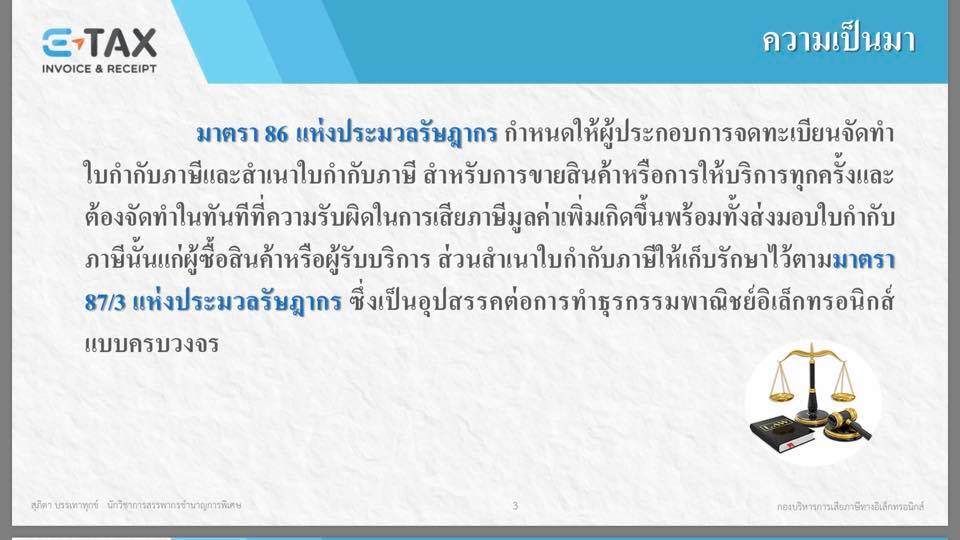 E-TAX
INVOICE & RECEIPT
ความเป็นมา
มาตรา 86 แห่งประมวลรัษฎากร กำหนดให้ผู้ประกอบการจดทะเบียนจัดทำ
ใบกำกับภาษีและสำเนาใบกำกับภาษี สำหรับการขายสินค้าหรือการให้บริการทุกครั้งและ
ต้องจัดทำในทันทีที่ความรับผิดในการเสียภาษีมูลค่าเพิ่มเกิดขึ้นพร้อมทั้งส่งมอบใบกำกับ
ภาษีนั้นแก่ผู้ซื้อสินค้าหรือผู้รับบริการ ส่วนสำเนาใบกำกับภาษีให้เก็บรักษาไว้ตามมาตรา
87/3 แห่งประมวลรัษฎากร ซึ่งเป็นอุปสรรคต่อการทำธุรกรรมพาณิชย์อิเล็กทรอนิกส์
แบบครบวงจร
LAW
สุภิตา บรรเทาทุกข์ นักวิชาการสรรพากรชำนาญการพิเศษ
3
กองบริหารการเสียภาษีทางอิเล็กทรอนิกส์